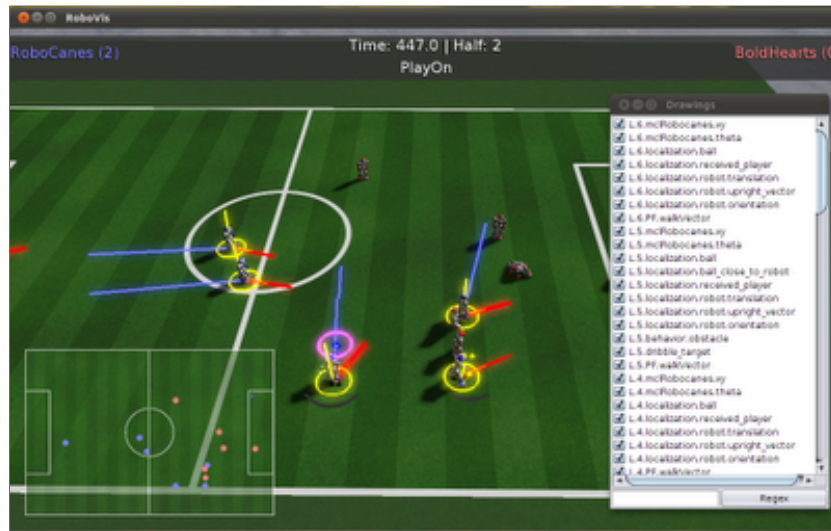 RoboVis
Time: 447.0 | Half: 2
RoboCanes (2)
BoldHearts (0
PlayOn
Drawings
L.6.mclRobocanes.xy
L.6.mclRobocanes.theta
L.6.localization.ball
L.6.localization.received_player
L.6.localization.robot.translation
L.6.localization.robot.upright_vector
L.6.localization.robot.orientation
L.6.PF.walkVector
L.5.mclRobocanes.xy
L.5.mclRobocanes.theta
L.5.localization.ball
L.5.localization.ball_close_to_robot
L.5.localization.received_player
L.5.localization.robot.translation
L.5.localization.robot.upright_vector
L.5.localization.robot.orientation
L.5.behavior.obstacle
L.5.dribble_target
L.5.PF.walkVector
L.4.mclRobocanes.xy
L.4.mclRobocanes.theta
L.4.localization.ball
L.4.localization.received_player
L.4.localization.robot.translation
L.4.localization.robot.upright_vector
L.4.localization.robot.orientation
L.4.PF.walkVector
Regex